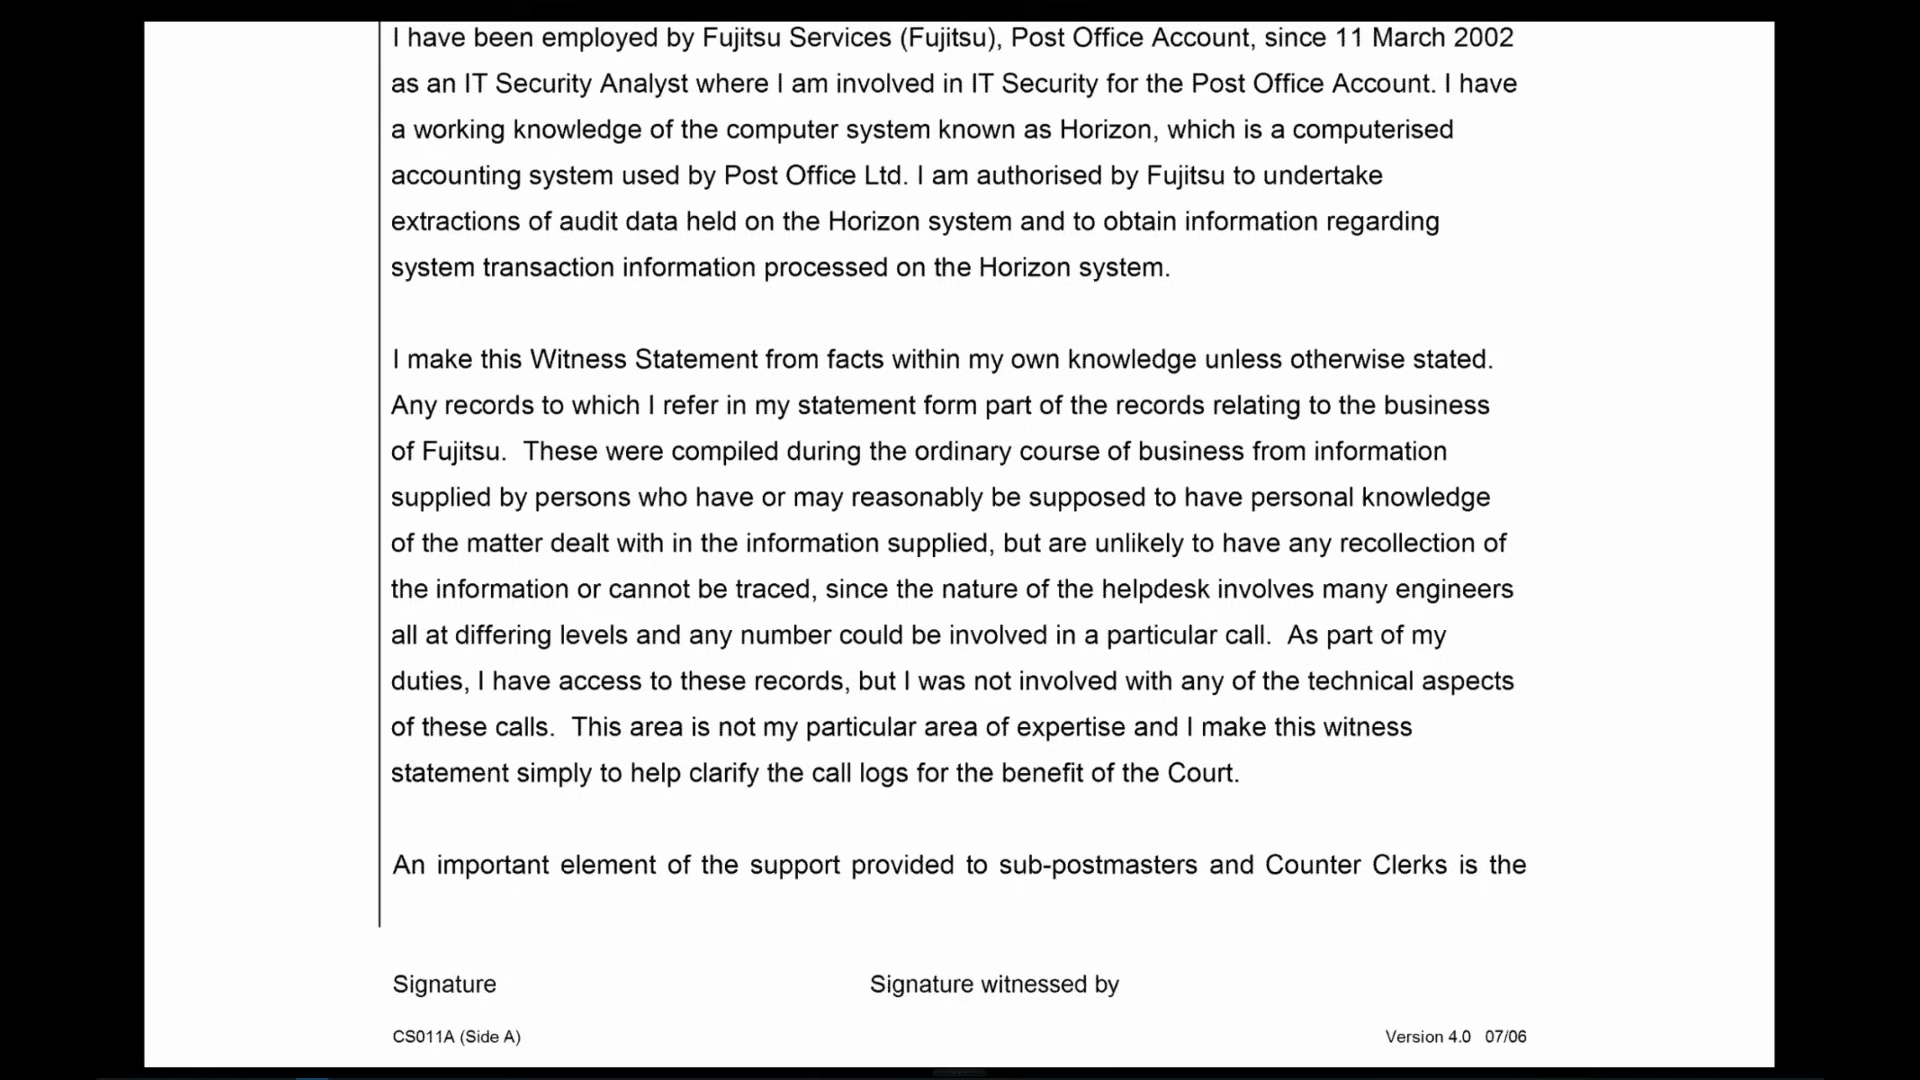 I have been employed by Fujitsu Services (Fujitsu), Post Office Account, since 11 March 2002
as an IT Security Analyst where I am involved in IT Security for the Post Office Account. I have
a working knowledge of the computer system known as Horizon, which is a computerised
accounting system used by Post Office Ltd. I am authorised by Fujitsu to undertake
extractions of audit data held on the Horizon system and to obtain information regarding
system transaction information processed on the Horizon system.
I make this Witness Statement from facts within my own knowledge unless otherwise stated.
Any records to which I refer in my statement form part of the records relating to the business
of Fujitsu.  These were compiled during the ordinary course of business from information
supplied by persons who have or may reasonably be supposed to have personal knowledge
of the matter dealt with in the information supplied, but are unlikely to have any recollection of
the information or cannot be traced, since the nature of the helpdesk involves many engineers
all at differing levels and any number could be involved in a particular call.  As part of my
duties, I have access to these records, but I was not involved with any of the technical aspects
of these calls.  This area is not my particular area of expertise and I make this witness
statement simply to help clarify the call logs for the benefit of the Court.
An important element of the support provided to sub-postmasters and Counter Clerks is the
Signature Signature witnessed by
CS011A (Side A) Version 4.0 07/06